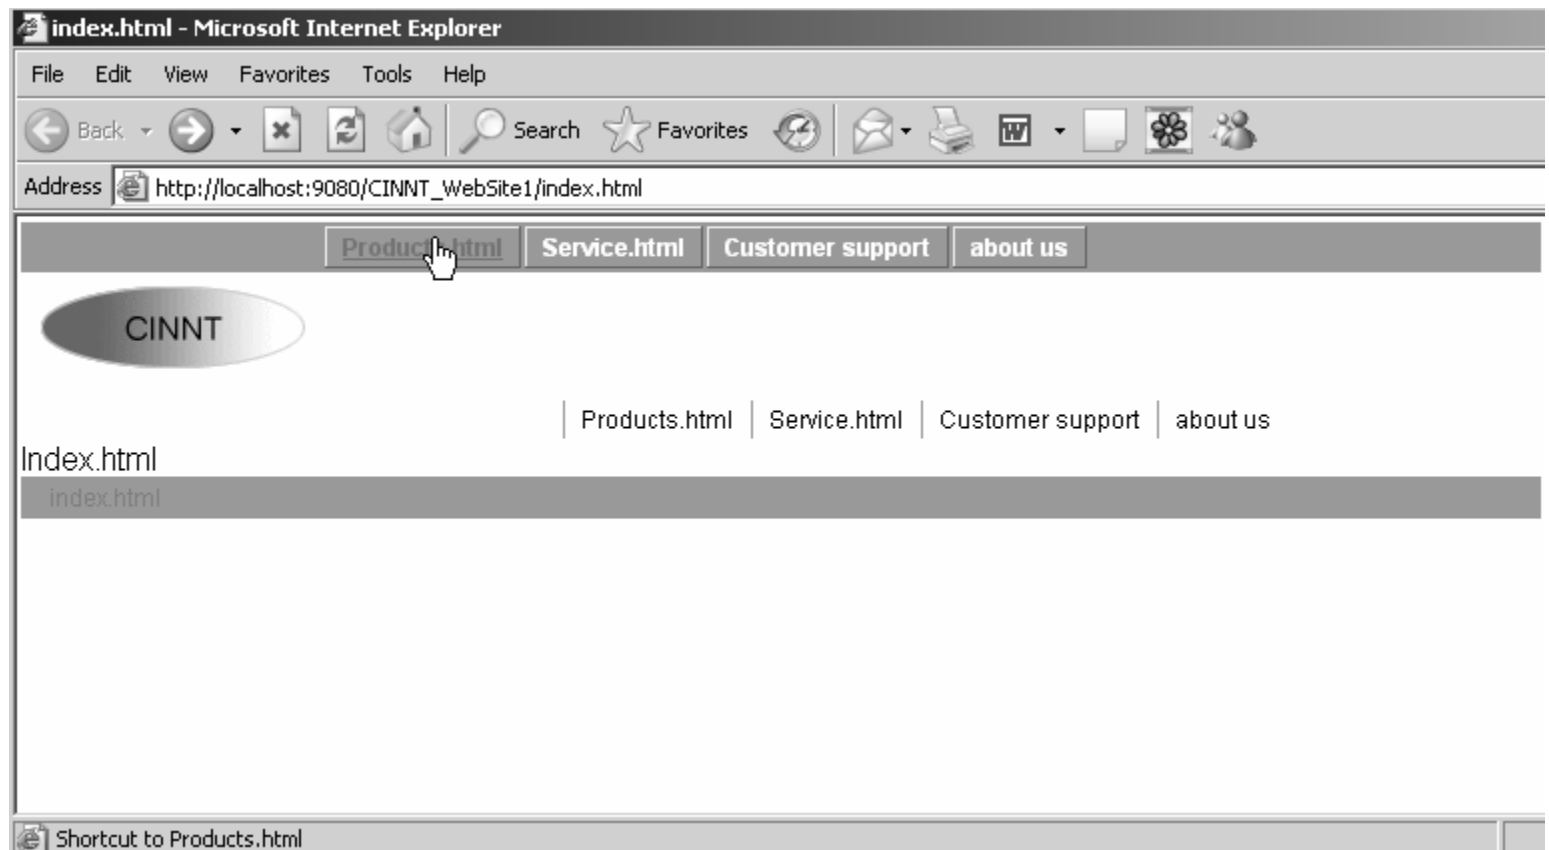 index.html - Microsoft Internet Explorer
File Edit View Favorites Tools Help
Back Search Favorites W
Address http://localhost:9080/CINNT_WebSite1/index.html
Products.html Service.html Customer support about us
CINNT
Products.html Service.html Customer support about us
Index.html
index.html
Shortcut to Products.html